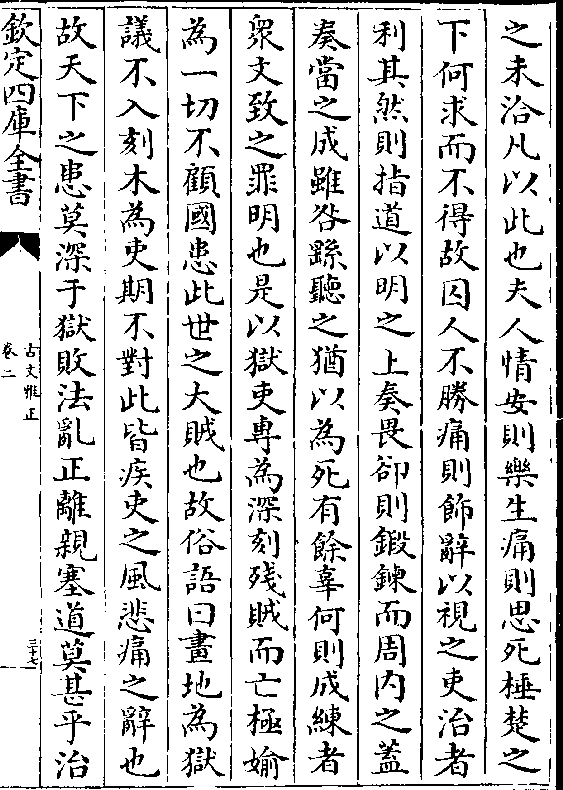 之未洽凡以此也夫人情安則樂生痛則思死棰楚之
下何求而不得故囚人不勝痛則飾辭以視之吏治者
利其然則指道以明之上奏畏卻則鍛鍊而周内之蓋
奏當之成雖咎繇聽之猶以為死有餘辜何則成練者
衆文致之罪明也是以獄吏專為深刻殘賊而亡極媮
為一切不顧國患此世之大賊也故俗語曰畫地為獄
議不入刻木為吏期不對此皆疾吏之風悲痛之辭也
故天下之患莫深于獄敗法亂正離親塞道莫甚乎治
欽定四庫全書
古文雅正
卷二
三十七